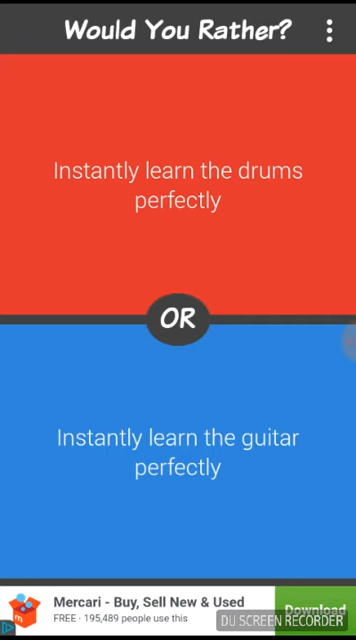 Would You Rather?
Instantly learn the drums
perfectly
OR
Instantly learn the guitar
perfectly
Mercari - Buy, Sell New & Used
FREE · 195,489 people use this
Download
DU SCREEN RECORDER
m